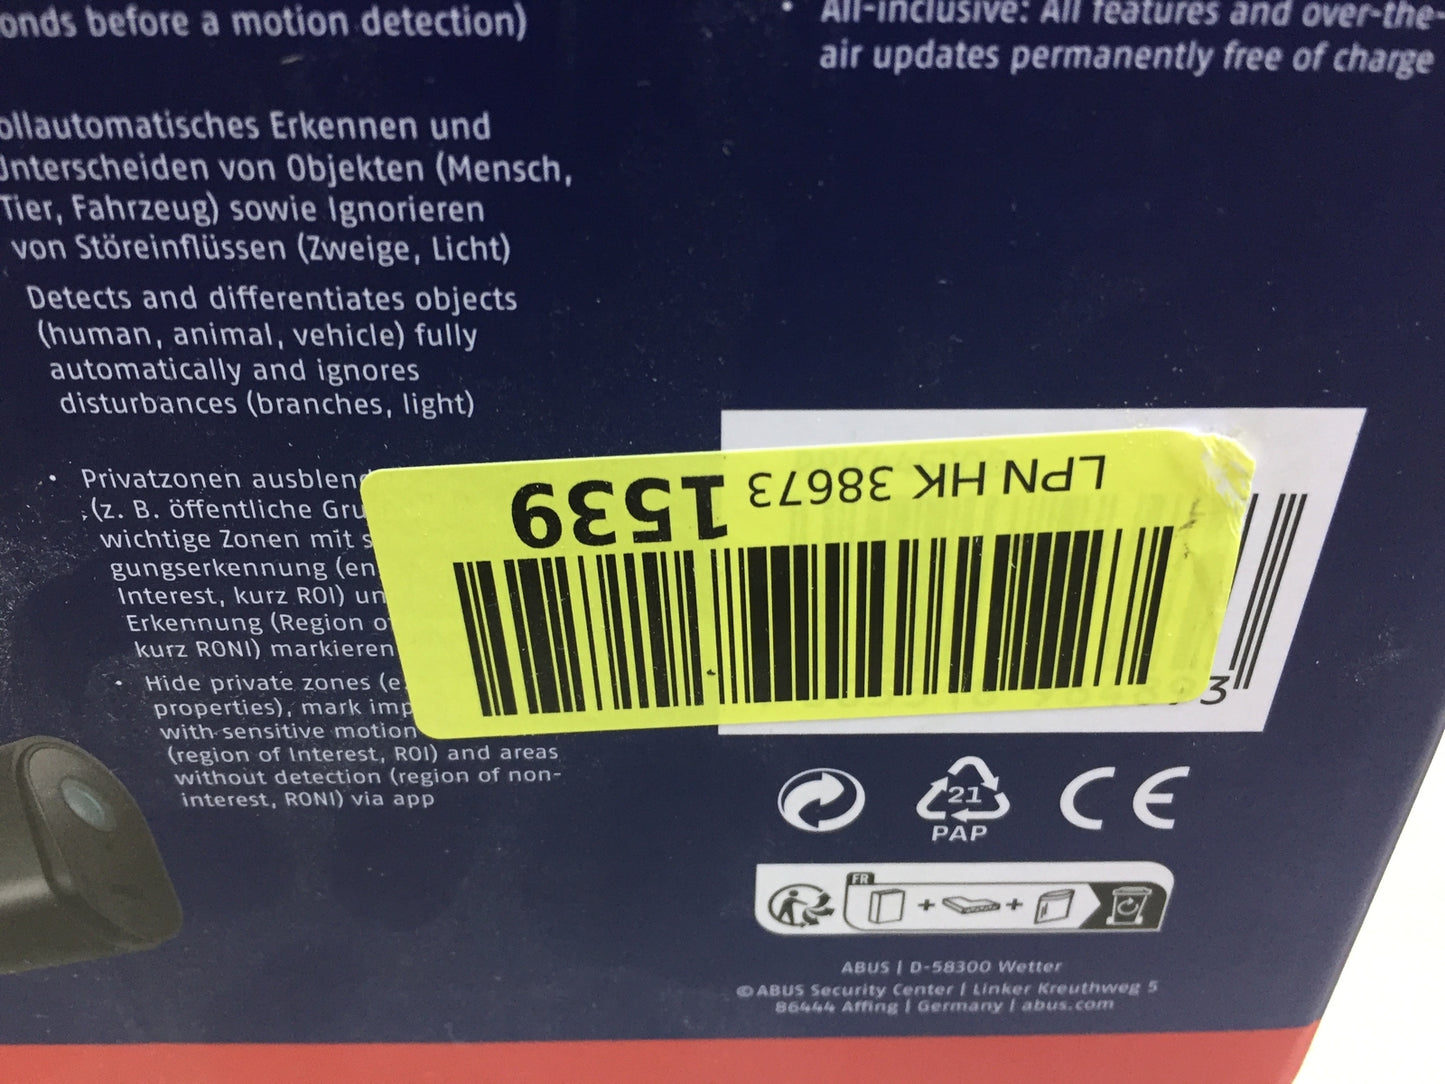 onds before a motion detection)
ollautomatisches Erkennen und
Unterscheiden von Objekten (Mensch,
Tier, Fahrzeug) sowie Ignorieren
von Störeinflüssen (Zweige, Licht)
Detects and differentiates objects
(human, animal, vehicle) fully
automatically and ignores
disturbances (branches, light)
• Privatzonen ausblen
(z. B. öffentliche Gru
wichtige Zonen mit s
gungserkennung (en
Interest, kurz ROI) un
Erkennung (Region o
kurz RONI) markieren
• Hide private zones (e
properties), mark imp
with sensitive motion
(region of Interest, ROI) and areas
without detection (region of non-
interest, RONI) via app
• All-inclusive: All features and over-the-
air updates permanently free of charge
LPN HK 38673 1539
3
21
PAP
CE
FR
+ +
ABUS | D-58300 Wetter
© ABUS Security Center | Linker Kreuthweg 5
86444 Affing | Germany | abus.com